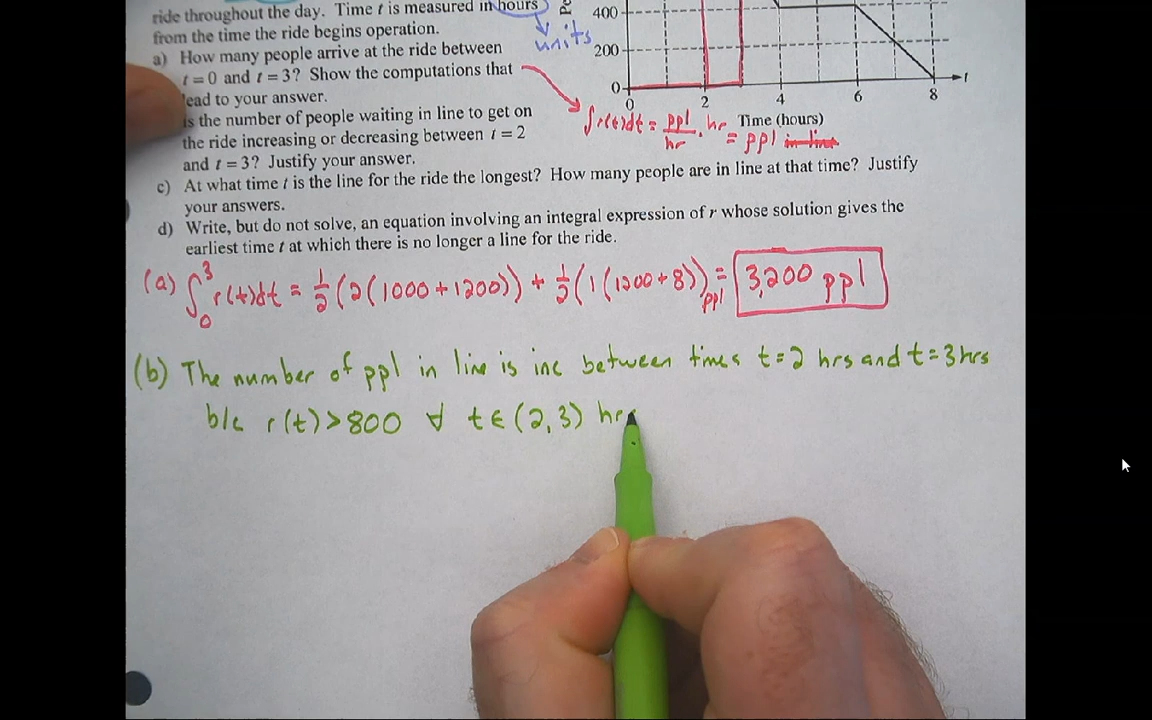 ride throughout the day. Time t is measured in hours
from the time the ride begins operation.
units
a) How many people arrive at the ride between
t = 0 and t = 3? Show the computations that
lead to your answer.
is the number of people waiting in line to get on
the ride increasing or decreasing between t = 2
and t = 3? Justify your answer.
c) At what time t is the line for the ride the longest? How many people are in line at that time? Justify
your answers.
d) Write, but do not solve, an equation involving an integral expression of r whose solution gives the
earliest time t at which there is no longer a line for the ride.
400
200
0
0 2 4 6 8 t
Time (hours)
∫r(t)dt = ppl/hr · hr
= ppl in line
(a) ∫₀³ r(t)dt = 1/2(2(1000+1200)) + 1/2(1(1200+8)) ppl = 3,200 ppl
(b) The number of ppl in line is inc between times t=2 hrs and t=3hrs
b/c r(t)>800 ∀ t∈(2,3) hrs